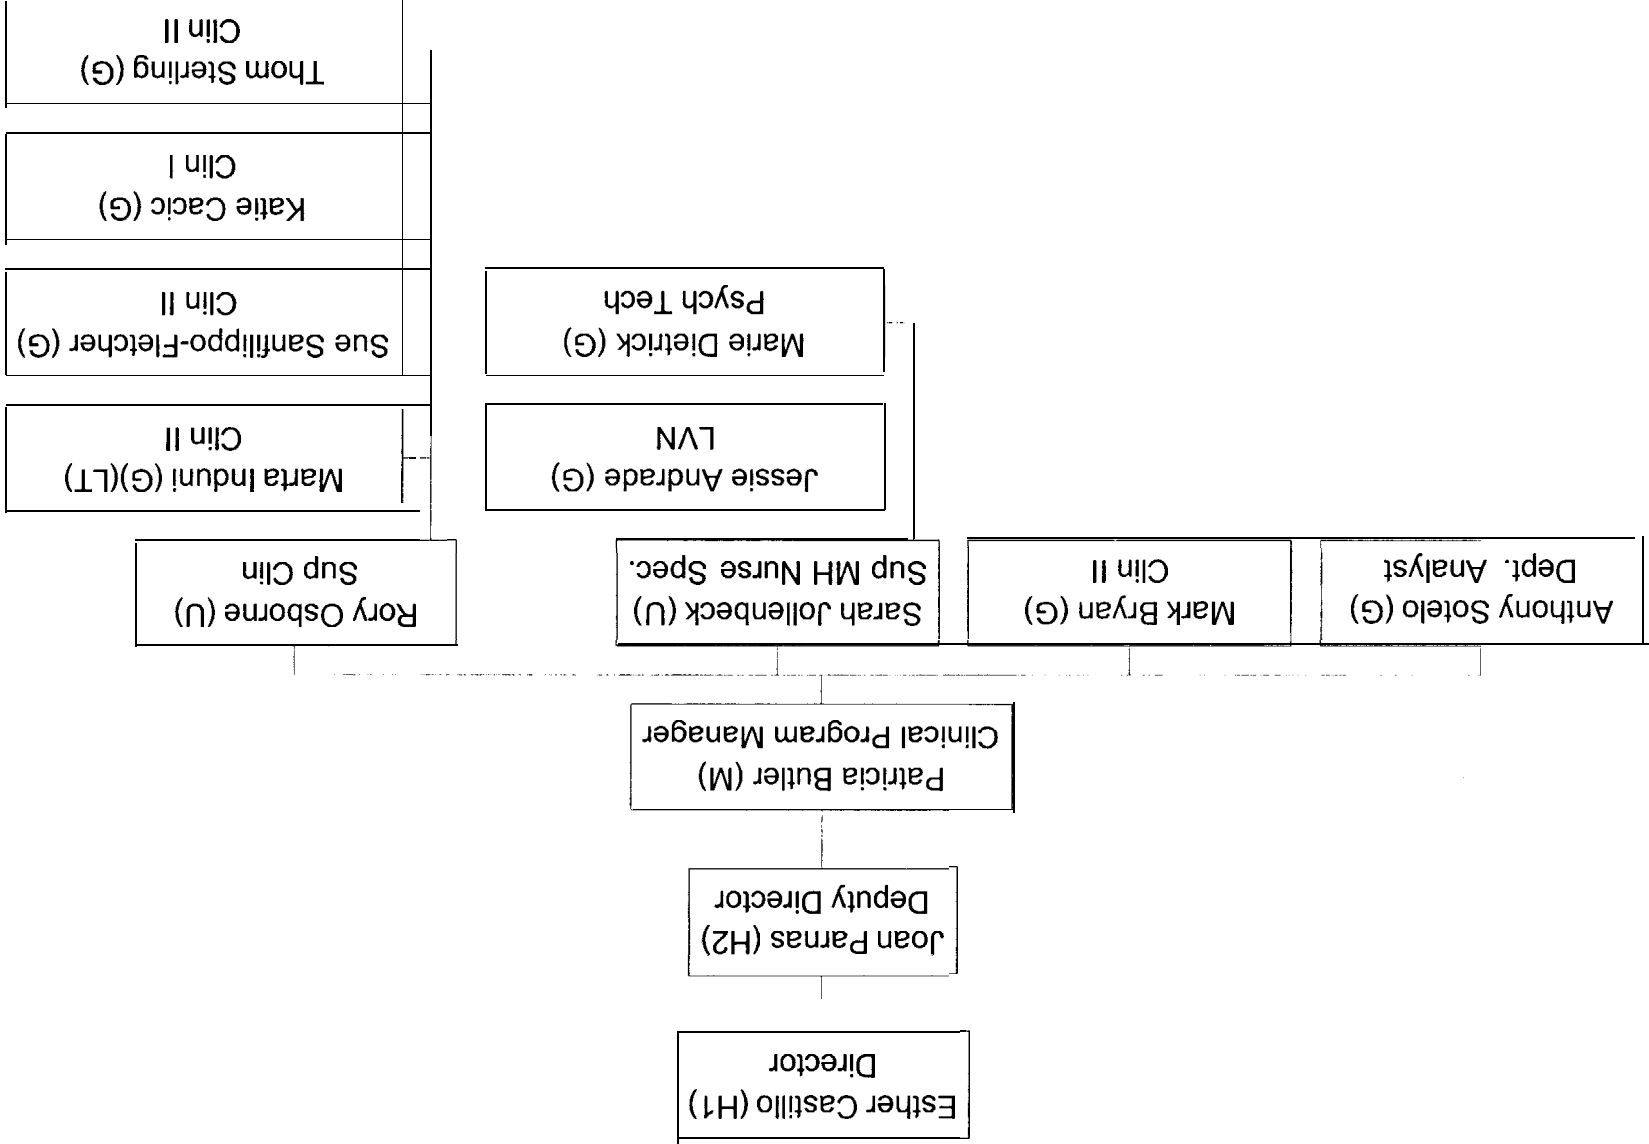 Esther Castillo (H1)
Director
Joan Parnas (H2)
Deputy Director
Patricia Butler (M)
Clinical Program Manager
Anthony Sotelo (G)
Dept. Analyst
Mark Bryan (G)
Clin II
Sarah Jollenbeck (U)
Sup MH Nurse Spec.
Rory Osborne (U)
Sup Clin
Jessie Andrade (G)
LVN
Marta Induni (G)(LT)
Clin II
Marie Dietrick (G)
Psych Tech
Sue Sanfilippo-Fletcher (G)
Clin II
Katie Cacic (G)
Clin I
Thom Sterling (G)
Clin II